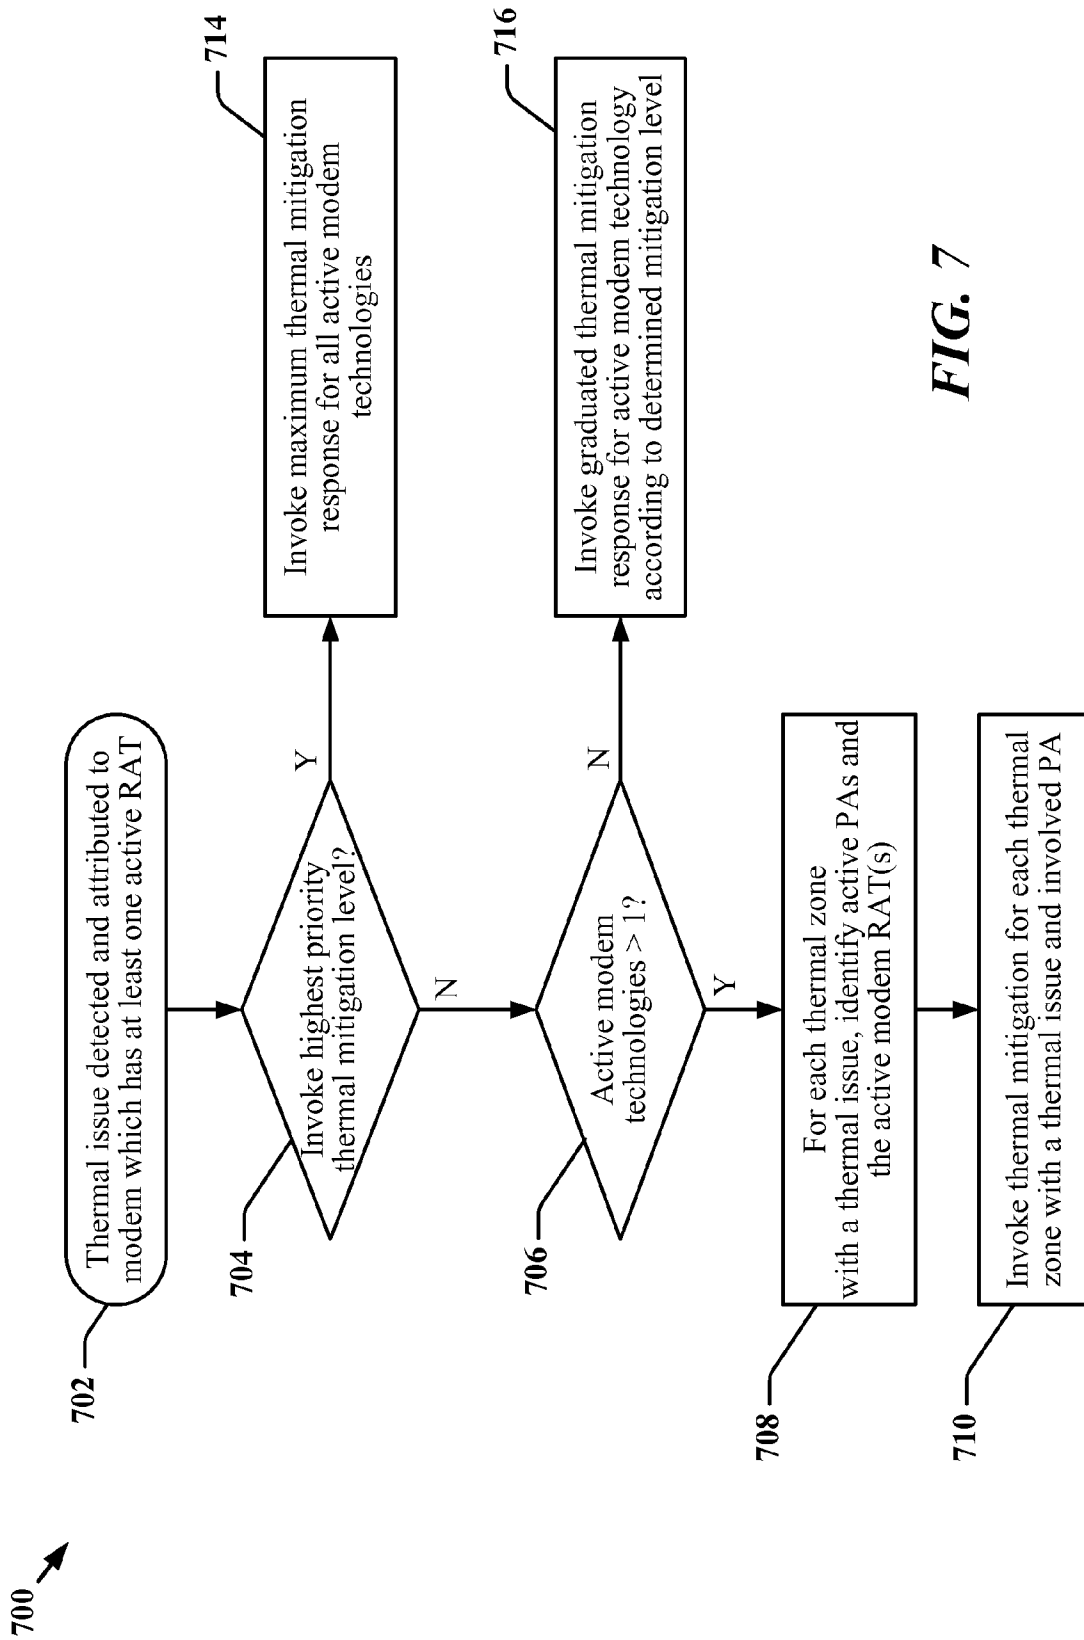 700
702
Thermal issue detected and attributed to
modem which has at least one active RAT
704
Invoke highest priority
thermal mitigation level?
Y
714
Invoke maximum thermal mitigation
response for all active modem
technologies
N
706
Active modem
technologies > 1?
N
716
Invoke graduated thermal mitigation
response for active modem technology
according to determined mitigation level
Y
708
For each thermal zone
with a thermal issue, identify active PAs and
the active modem RAT(s)
710
Invoke thermal mitigation for each thermal
zone with a thermal issue and involved PA
FIG. 7